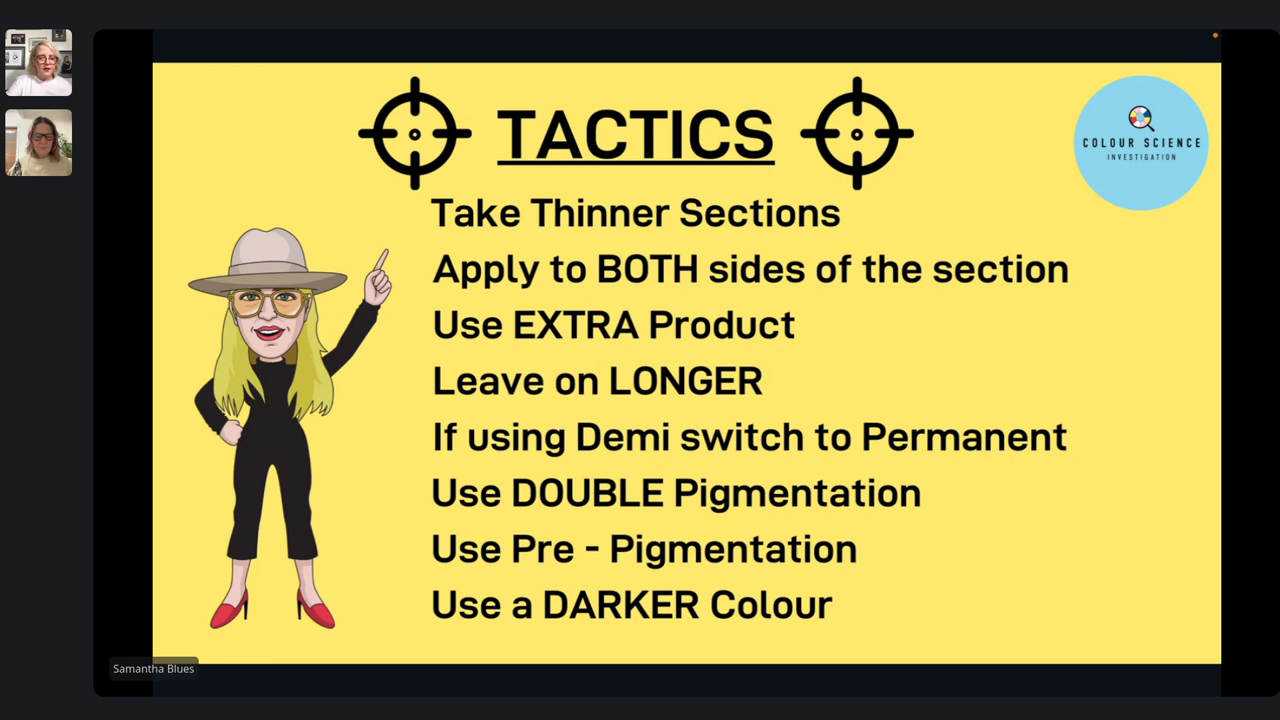 TACTICS
COLOUR SCIENCE
INVESTIGATION
Take Thinner Sections
Apply to BOTH sides of the section
Use EXTRA Product
Leave on LONGER
If using Demi switch to Permanent
Use DOUBLE Pigmentation
Use Pre - Pigmentation
Use a DARKER Colour
Samantha Blues